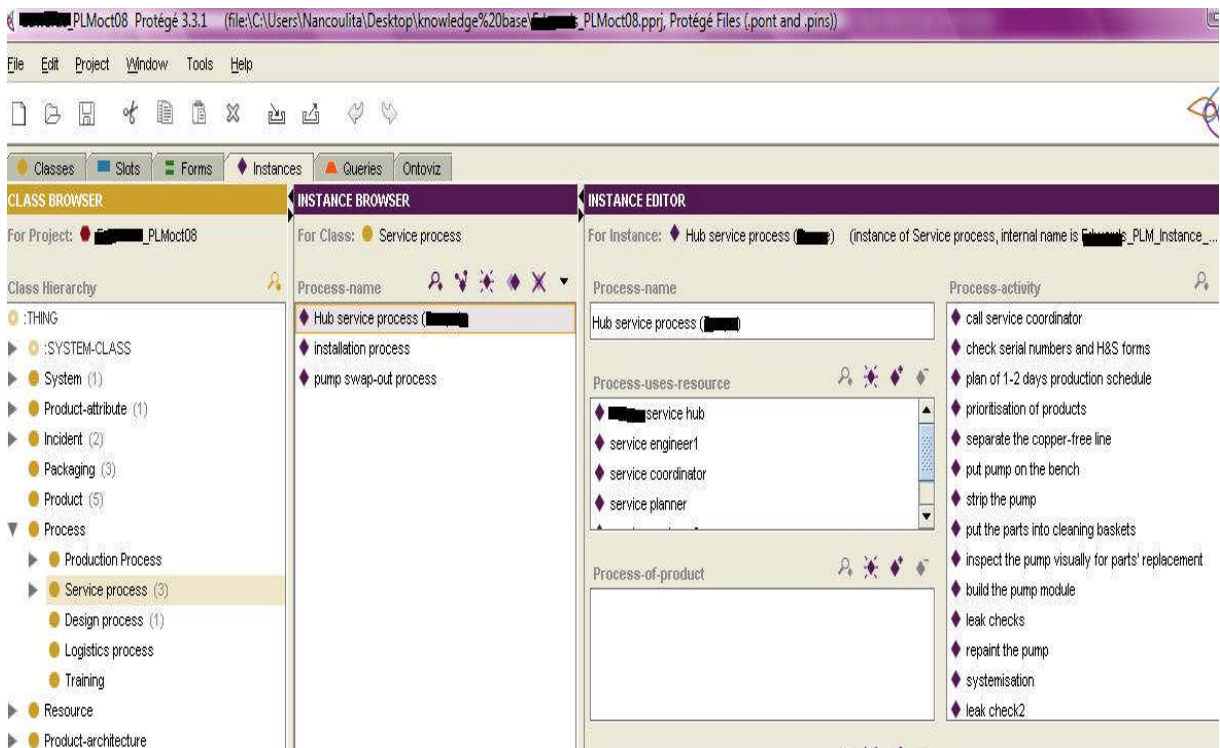 _PLMoct08 Protégé 3.3.1 (file:\C:\Users\Nancoulita\Desktop\knowledge%20base\ _PLMoct08.pprj, Protégé Files (.pont and .pins))
File Edit Project Window Tools Help
Classes Slots Forms Instances Queries Ontoviz
CLASS BROWSER
For Project: _PLMoct08
Class Hierarchy
:THING
:SYSTEM-CLASS
System (1)
Product-attribute (1)
Incident (2)
Packaging (3)
Product (5)
Process
Production Process
Service process (3)
Design process (1)
Logistics process
Training
Resource
Product-architecture
INSTANCE BROWSER
For Class: Service process
Process-name
Hub service process ( )
installation process
pump swap-out process
INSTANCE EDITOR
For Instance: Hub service process ( ) (instance of Service process, internal name is _PLM_Instance_...
Process-name
Hub service process ( )
Process-uses-resource
service hub
service engineer1
service coordinator
service planner
Process-of-product
Process-activity
call service coordinator
check serial numbers and H&S forms
plan of 1-2 days production schedule
prioritisation of products
separate the copper-free line
put pump on the bench
strip the pump
put the parts into cleaning baskets
inspect the pump visually for parts' replacement
build the pump module
leak checks
repaint the pump
systemisation
leak check2